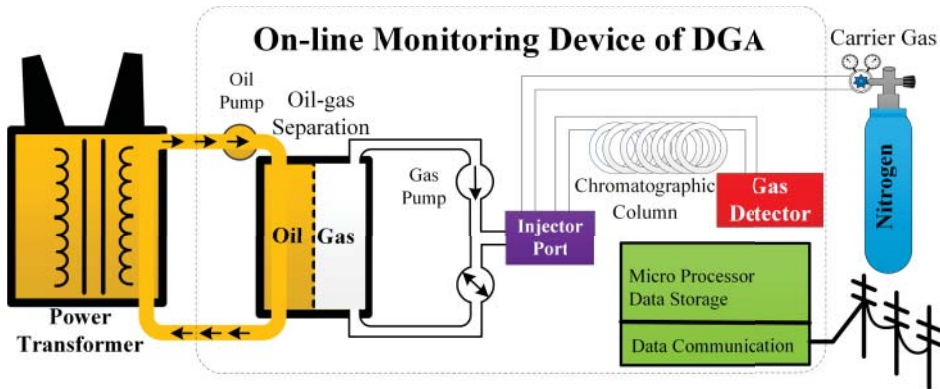 On-line Monitoring Device of DGA
Carrier Gas
Oil
Pump
Oil-gas
Separation
Gas
Pump
Chromatographic
Column
Gas
Detector
Injector
Port
Nitrogen
Oil
Gas
Micro Processor
Data Storage
Data Communication
Power
Transformer